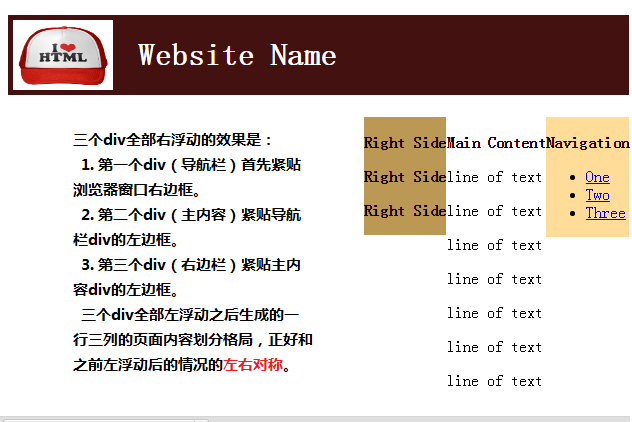 I ❤ HTML
Website Name
三个div全部右浮动的效果是：
1. 第一个div（导航栏）首先紧贴
浏览器窗口右边框。
2. 第二个div（主内容）紧贴导航
栏div的左边框。
3. 第三个div（右边栏）紧贴主内
容div的左边框。
三个div全部左浮动之后生成的一
行三列的页面内容划分格局，正好和
之前左浮动后的情况的左右对称。
Right Side
Right Side
Right Side
Main Content
line of text
line of text
line of text
line of text
line of text
line of text
line of text
Navigation
One
Two
Three